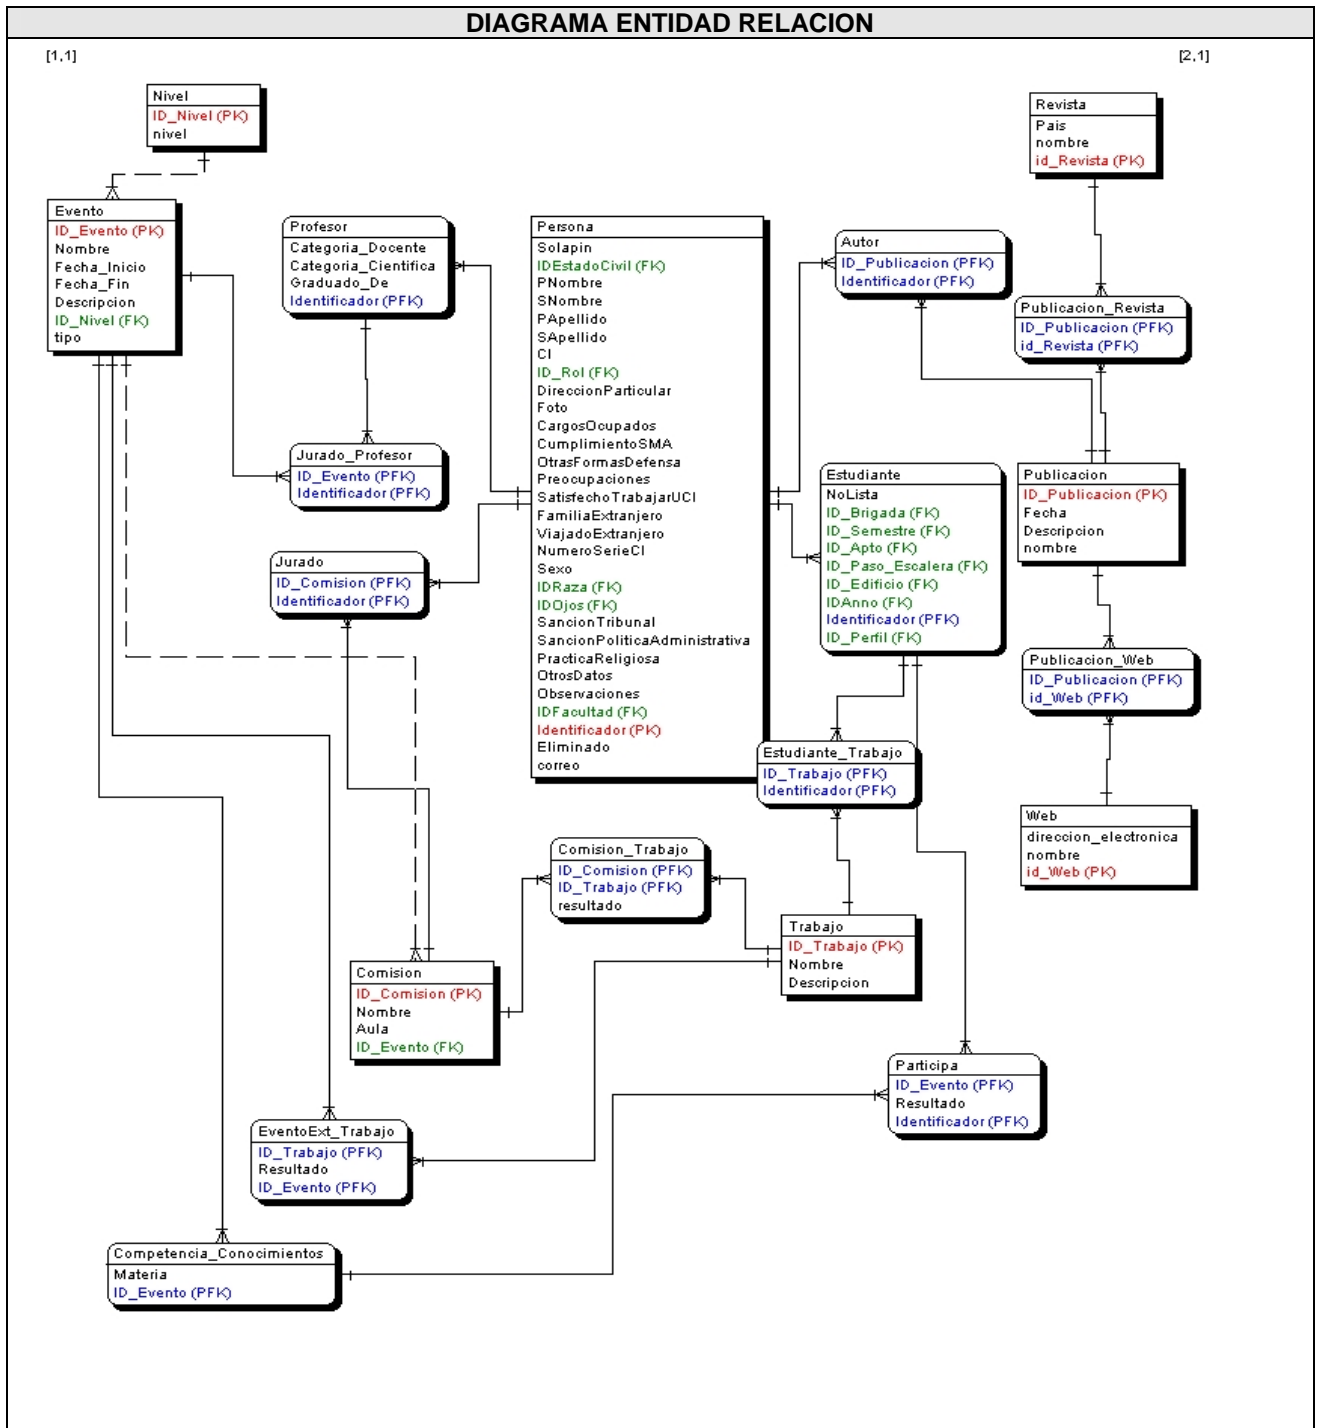 DIAGRAMA ENTIDAD RELACION
[1,1]
[2,1]
Nivel
ID_Nivel (PK)
nivel
Revista
Pais
nombre
id_Revista (PK)
Evento
ID_Evento (PK)
Nombre
Fecha_Inicio
Fecha_Fin
Descripcion
ID_Nivel (FK)
tipo
Profesor
Categoria_Docente
Categoria_Cientifica
Graduado_De
Identificador (PFK)
Persona
Solapin
IDEstadoCivil (FK)
PNombre
SNombre
PApellido
SApellido
CI
ID_Rol (FK)
DireccionParticular
Foto
CargosOcupados
CumplimientoSMA
OtrasFormasDefensa
Preocupaciones
SatisfechoTrabajarUCI
FamiliaExtranjero
ViajadoExtranjero
NumeroSerieCI
Sexo
IDRaza (FK)
IDOjos (FK)
SancionTribunal
SancionPoliticaAdministrativa
PracticaReligiosa
OtrosDatos
Observaciones
IDFacultad (FK)
Identificador (PK)
Eliminado
correo
Autor
ID_Publicacion (PFK)
Identificador (PFK)
Publicacion_Revista
ID_Publicacion (PFK)
id_Revista (PFK)
Jurado_Profesor
ID_Evento (PFK)
Identificador (PFK)
Estudiante
NoLista
ID_Brigada (FK)
ID_Semestre (FK)
ID_Apto (FK)
ID_Paso_Escalera (FK)
ID_Edificio (FK)
IDAnno (FK)
Identificador (PFK)
ID_Perfil (FK)
Publicacion
ID_Publicacion (PK)
Fecha
Descripcion
nombre
Jurado
ID_Comision (PFK)
Identificador (PFK)
Publicacion_Web
ID_Publicacion (PFK)
id_Web (PFK)
Estudiante_Trabajo
ID_Trabajo (PFK)
Identificador (PFK)
Web
direccion_electronica
nombre
id_Web (PK)
Comision_Trabajo
ID_Comision (PFK)
ID_Trabajo (PFK)
resultado
Trabajo
ID_Trabajo (PK)
Nombre
Descripcion
Comision
ID_Comision (PK)
Nombre
Aula
ID_Evento (FK)
Participa
ID_Evento (PFK)
Resultado
Identificador (PFK)
EventoExt_Trabajo
ID_Trabajo (PFK)
Resultado
ID_Evento (PFK)
Competencia_Conocimientos
Materia
ID_Evento (PFK)